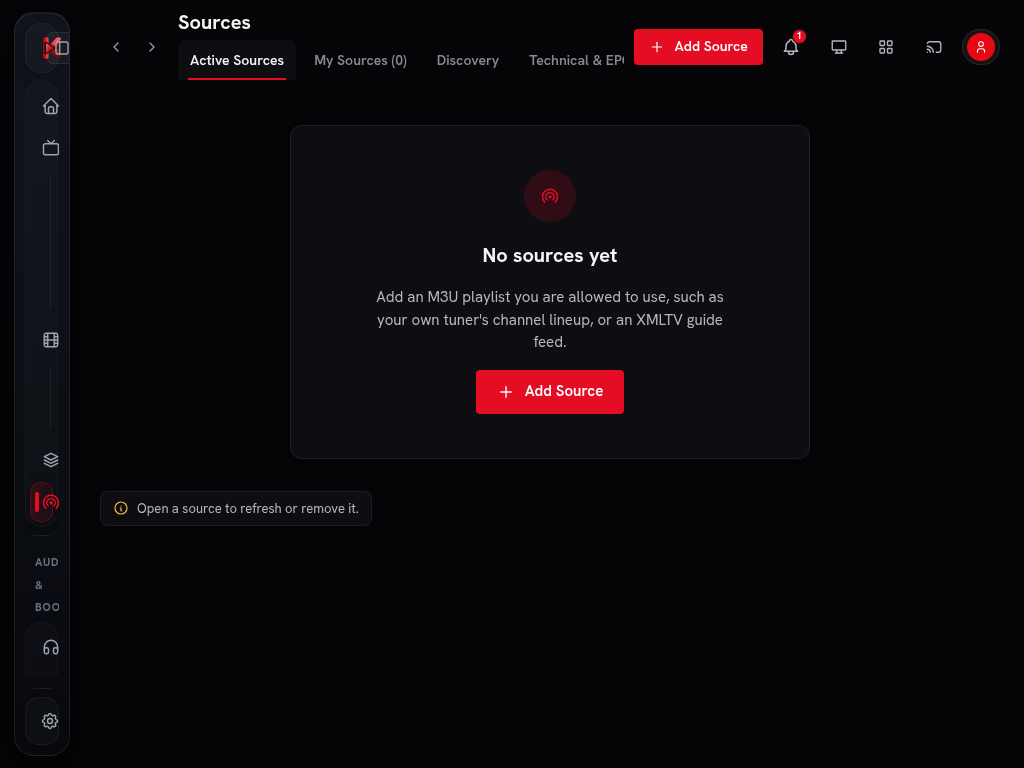 Sources
Active Sources
My Sources (0)
Discovery
Technical & EP
Add Source
1
No sources yet
Add an M3U playlist you are allowed to use, such as
your own tuner's channel lineup, or an XMLTV guide
feed.
Add Source
Open a source to refresh or remove it.
AUD
&
BOO